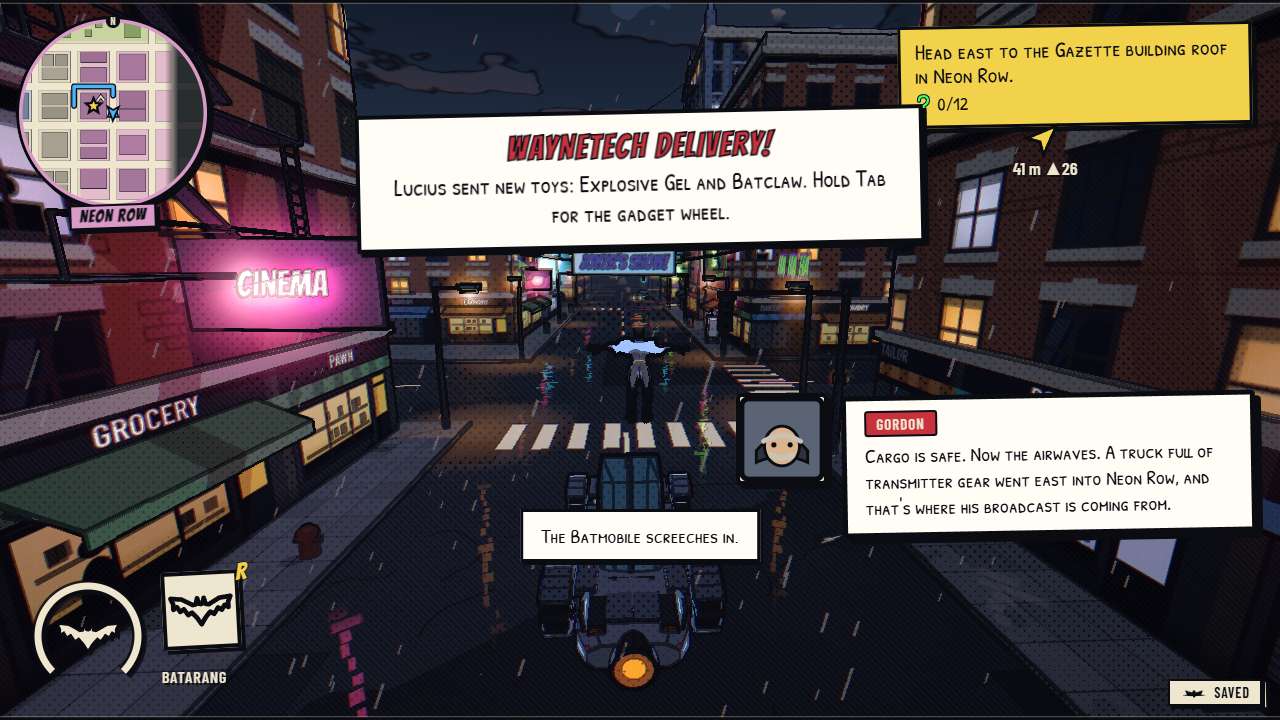 N
NEON ROW
HEAD EAST TO THE GAZETTE BUILDING ROOF
IN NEON ROW.
? 0/12
41 m ▲26
WAYNETECH DELIVERY!
LUCIUS SENT NEW TOYS: EXPLOSIVE GEL AND BATCLAW. HOLD TAB
FOR THE GADGET WHEEL.
CINEMA
PAWN
GROCERY
TAILOR
GORDON
CARGO IS SAFE. NOW THE AIRWAVES. A TRUCK FULL OF
TRANSMITTER GEAR WENT EAST INTO NEON ROW, AND
THAT'S WHERE HIS BROADCAST IS COMING FROM.
THE BATMOBILE SCREECHES IN.
R
BATARANG
SAVED